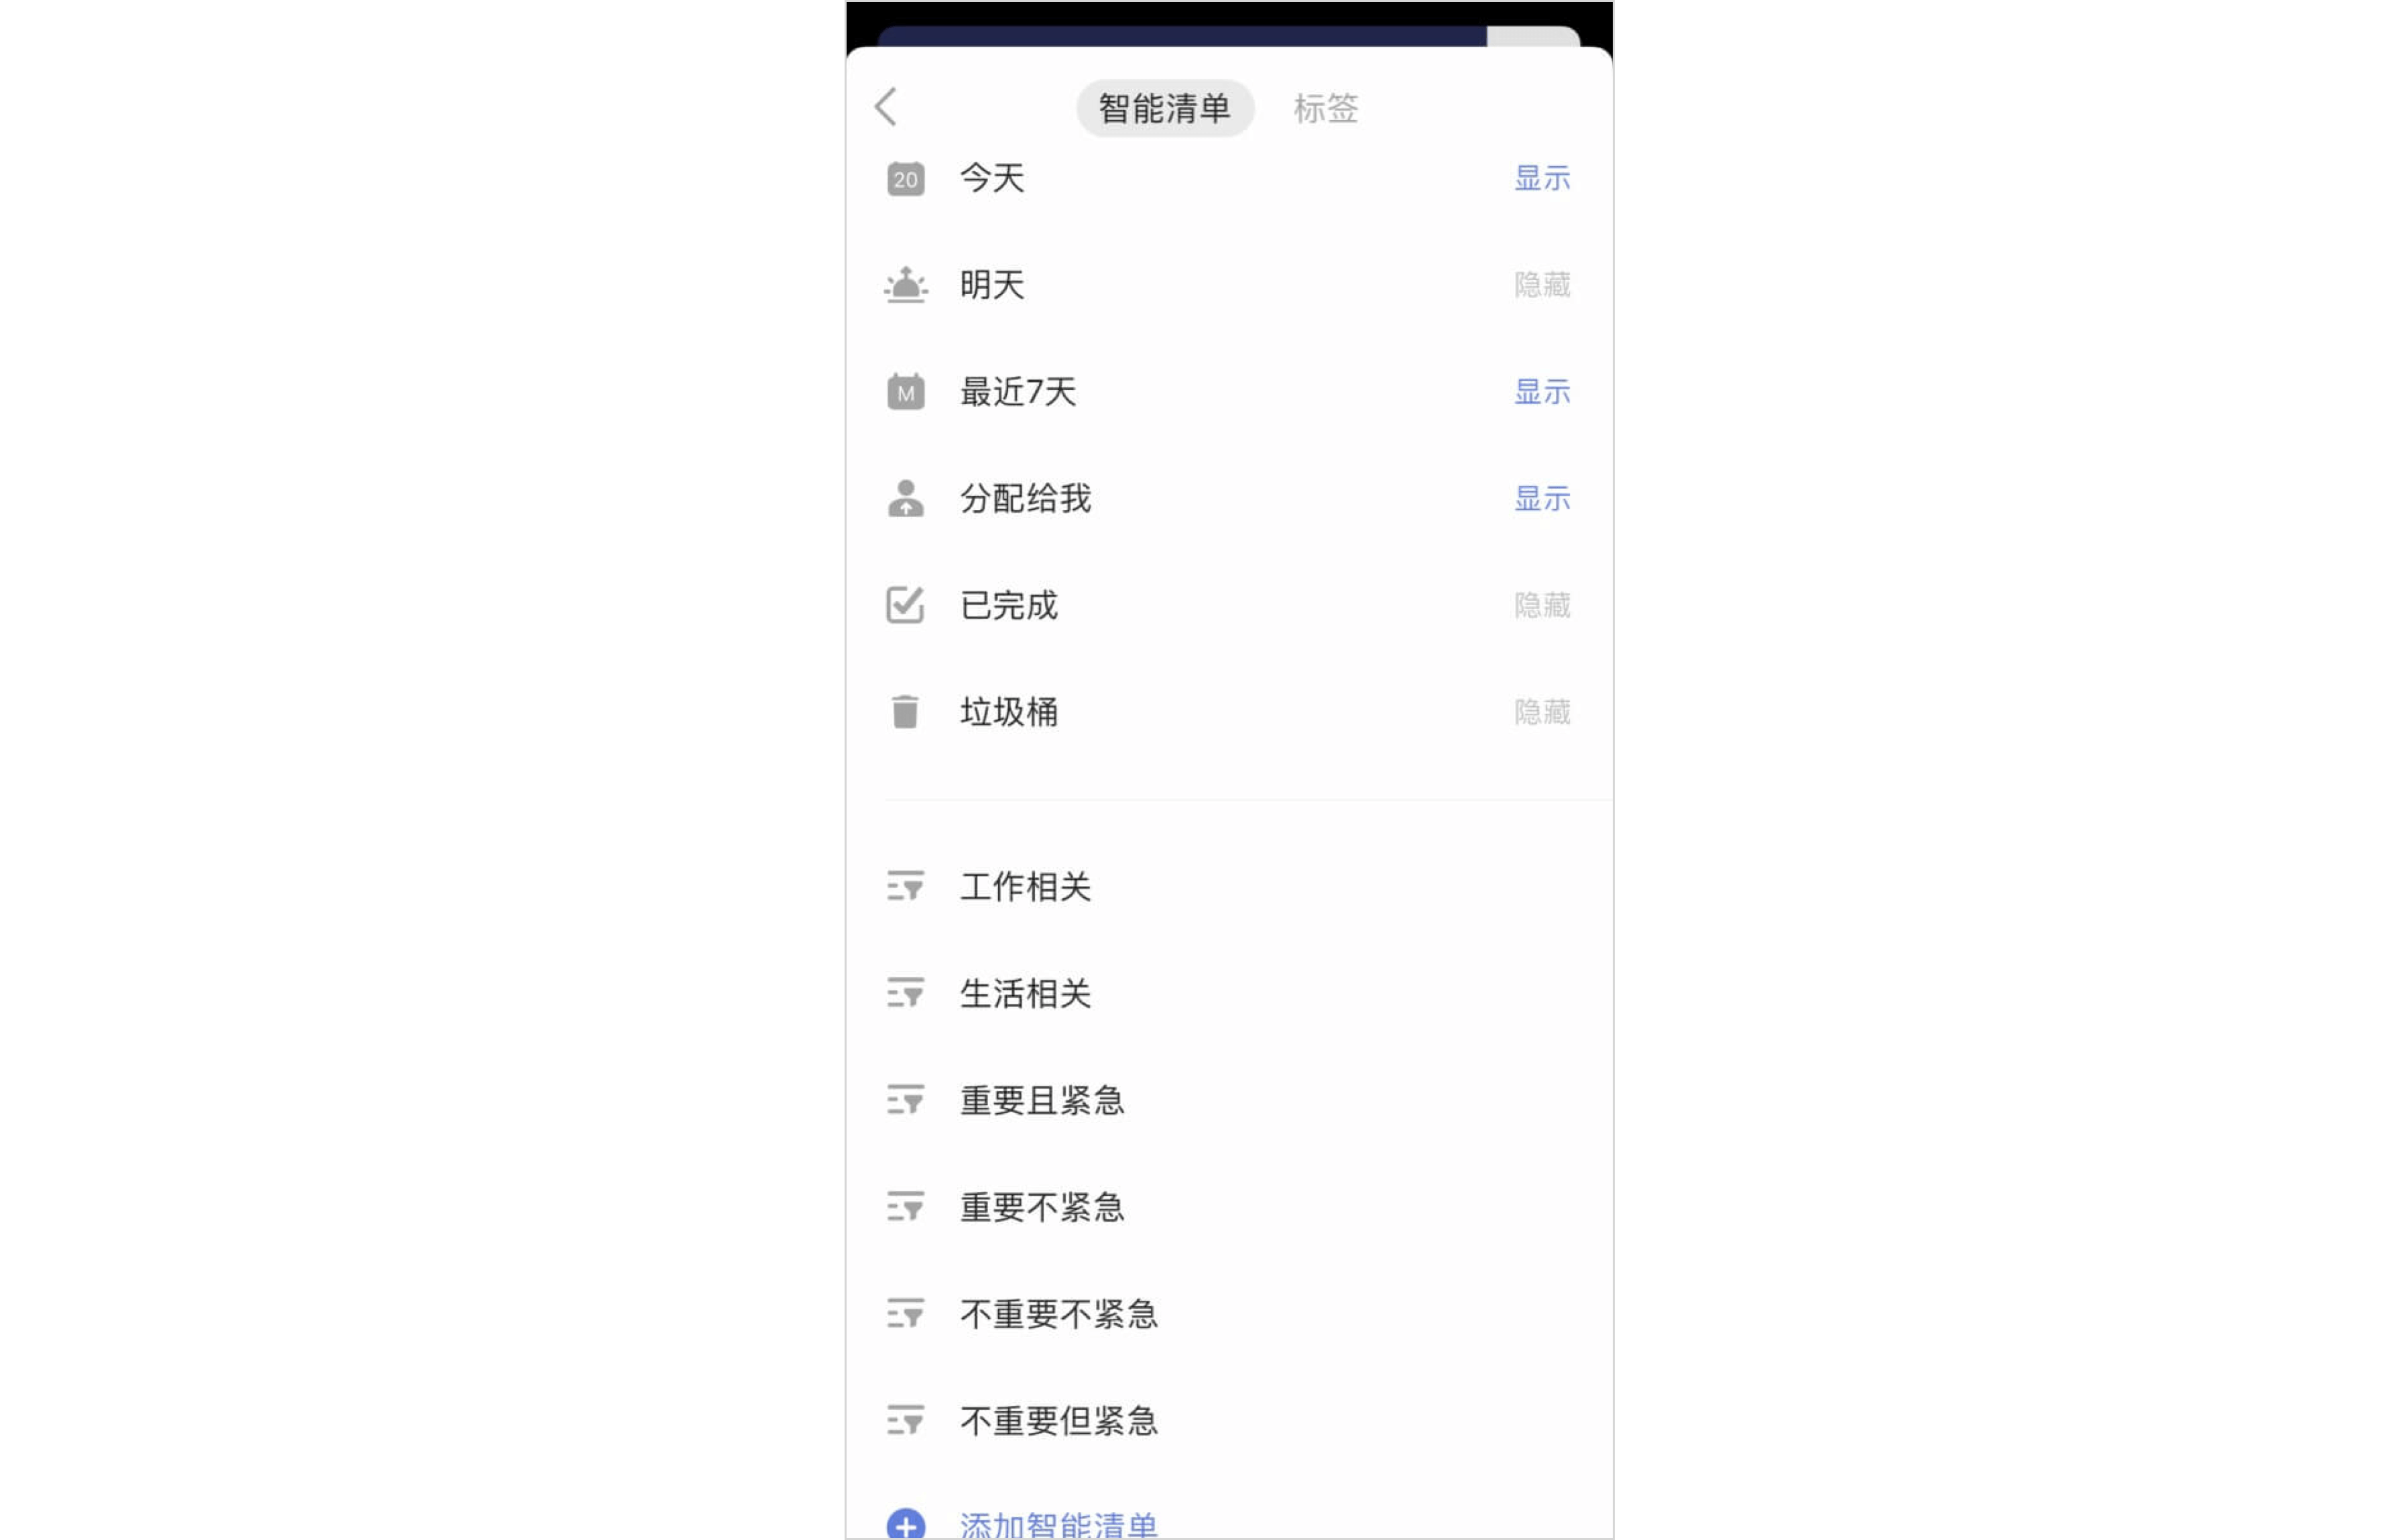 智能清单 标签
20 今天 显示
明天 隐藏
M 最近7天 显示
分配给我 显示
已完成 隐藏
垃圾桶 隐藏
工作相关
生活相关
重要且紧急
重要不紧急
不重要不紧急
不重要但紧急
添加智能清单